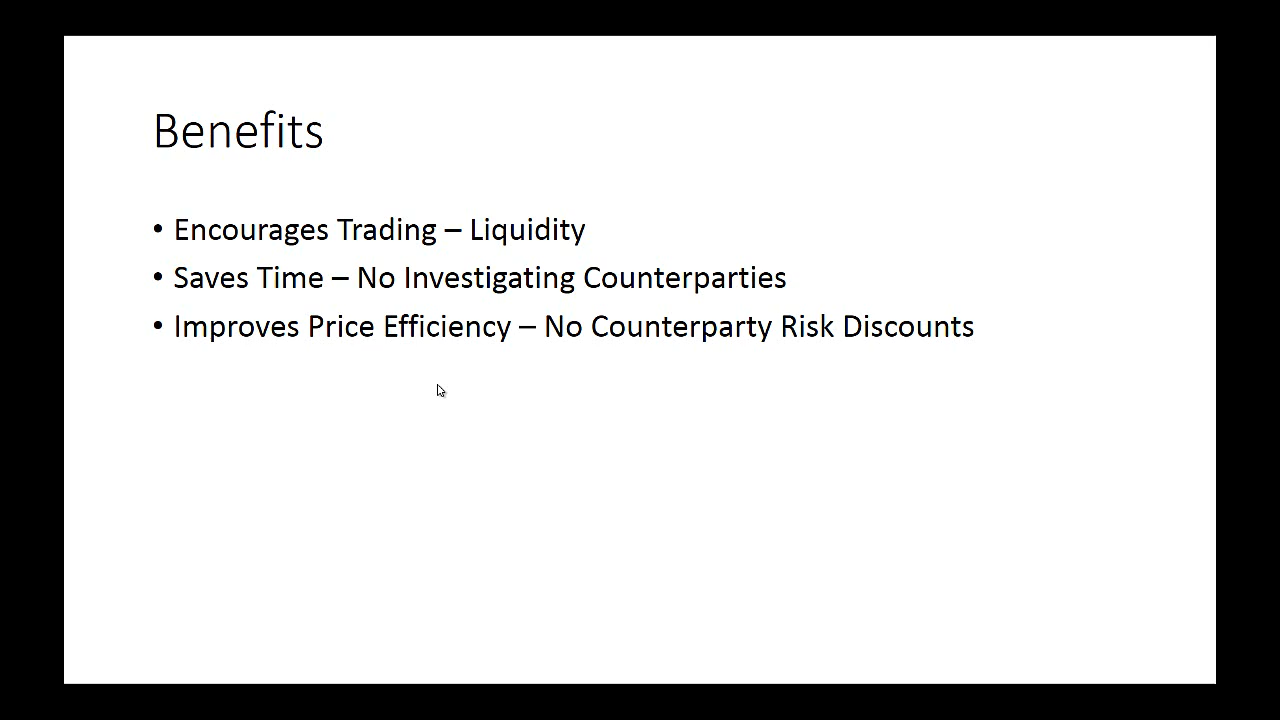 Benefits
• Encourages Trading – Liquidity
• Saves Time – No Investigating Counterparties
• Improves Price Efficiency – No Counterparty Risk Discounts